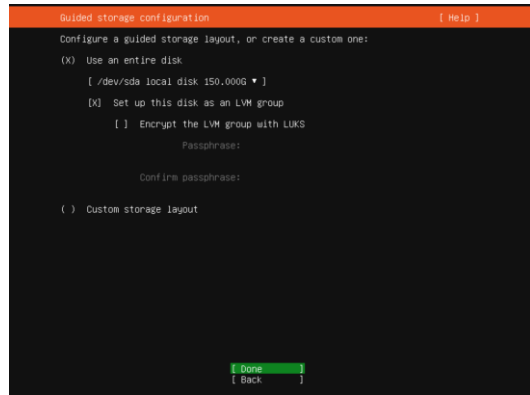 Guided storage configuration [ Help ]
Configure a guided storage layout, or create a custom one:
(X) Use an entire disk
[ /dev/sda local disk 150.000G ▾ ]
[X] Set up this disk as an LVM group
[ ] Encrypt the LVM group with LUKS
Passphrase:
Confirm passphrase:
( ) Custom storage layout
[ Done ]
[ Back ]